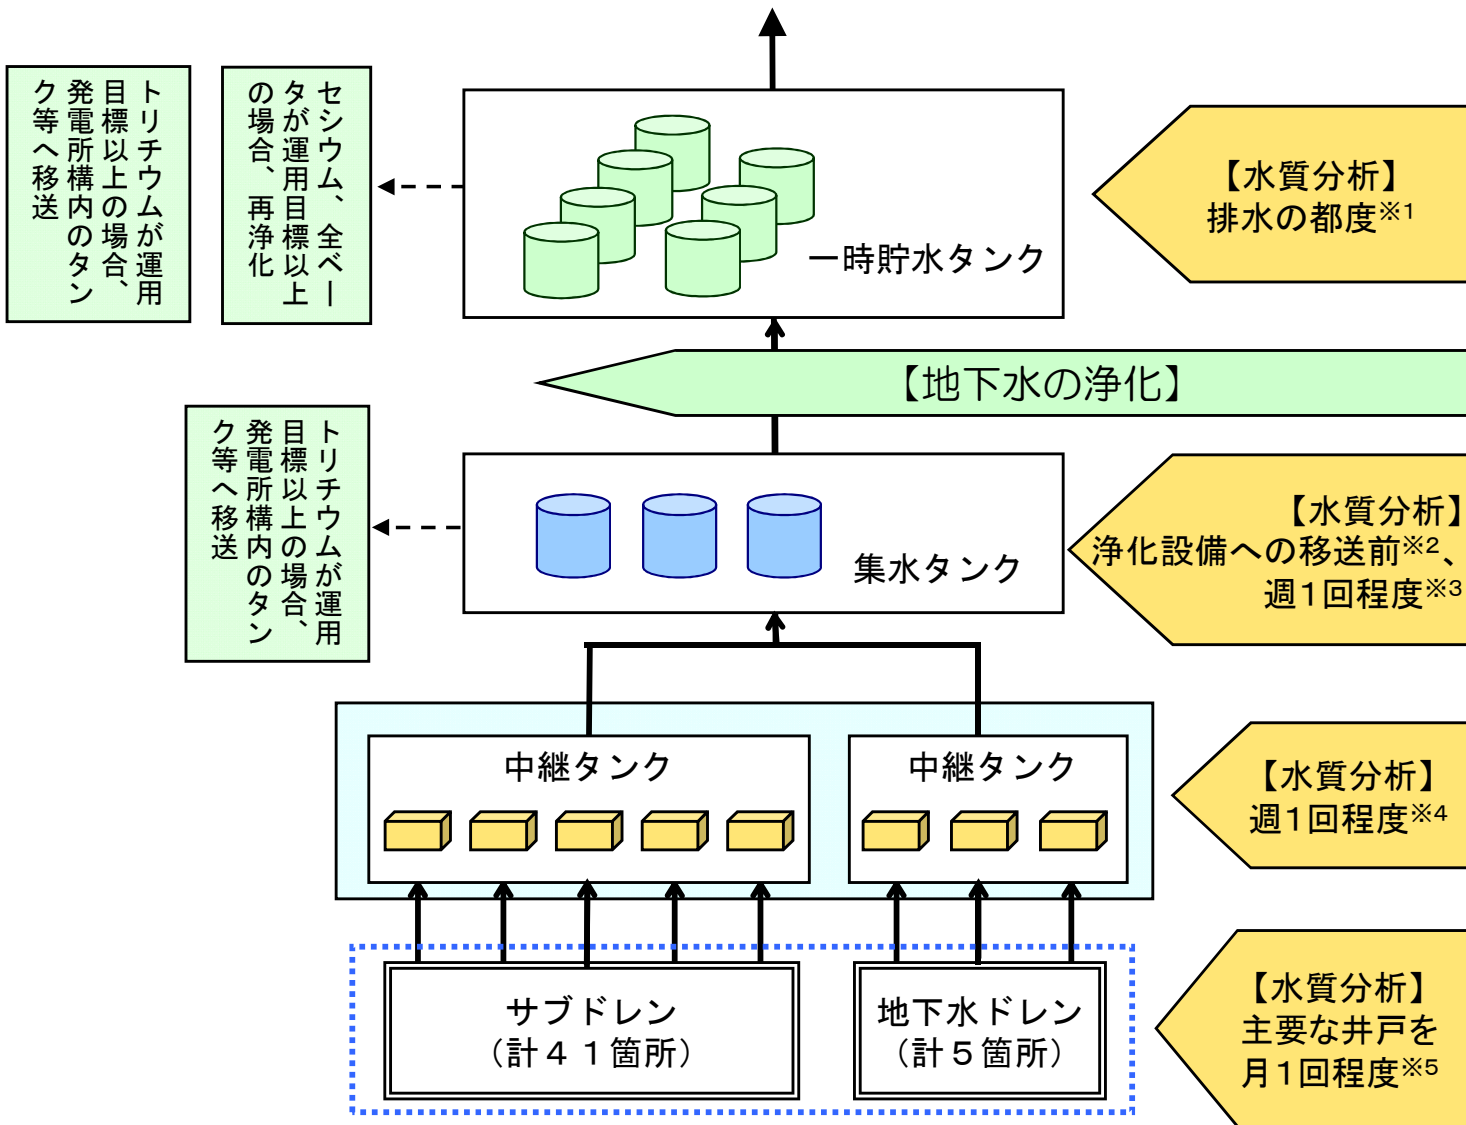 トリチウムが運用
目標以上の場合、
発電所構内のタン
ク等へ移送
セシウム、全ベー
タが運用目標以上
の場合、再浄化
一時貯水タンク
【水質分析】
排水の都度※1
【地下水の浄化】
トリチウムが運用
目標以上の場合、
発電所構内のタン
ク等へ移送
集水タンク
【水質分析】
浄化設備への移送前※2、
週1回程度※3
中継タンク
中継タンク
【水質分析】
週1回程度※4
サブドレン
（計４１箇所）
地下水ドレン
（計５箇所）
【水質分析】
主要な井戸を
月1回程度※5